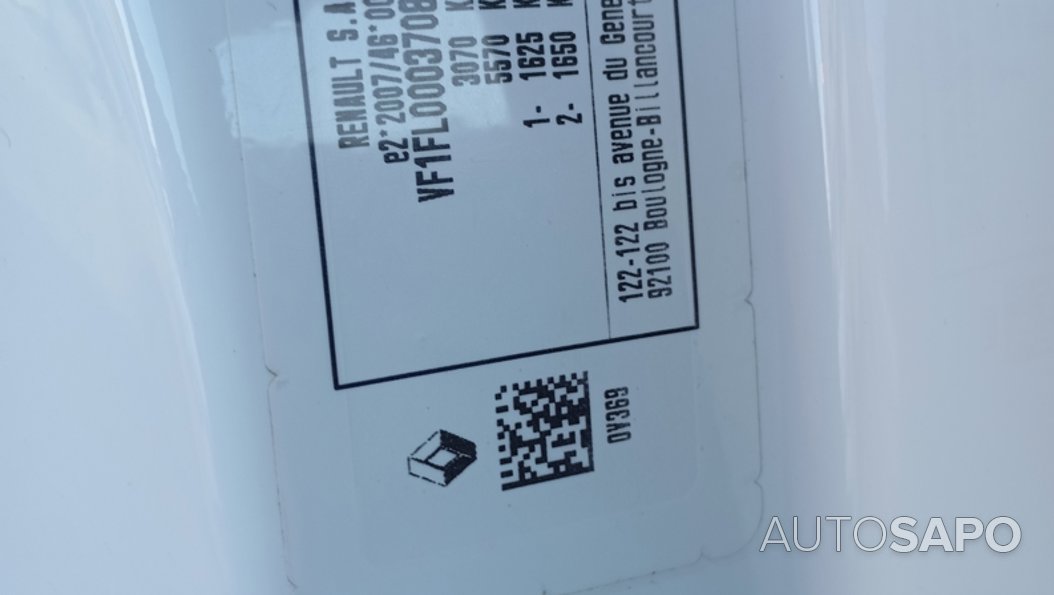 RENAULT S.A
e2*2007/46*00
VF1FL0003708
3070 K
5570 K
1- 1625 K
2- 1650 K
122-122 bis avenue du Gene
92100 Boulogne-Billancourt
0V369
AUTOSAPO